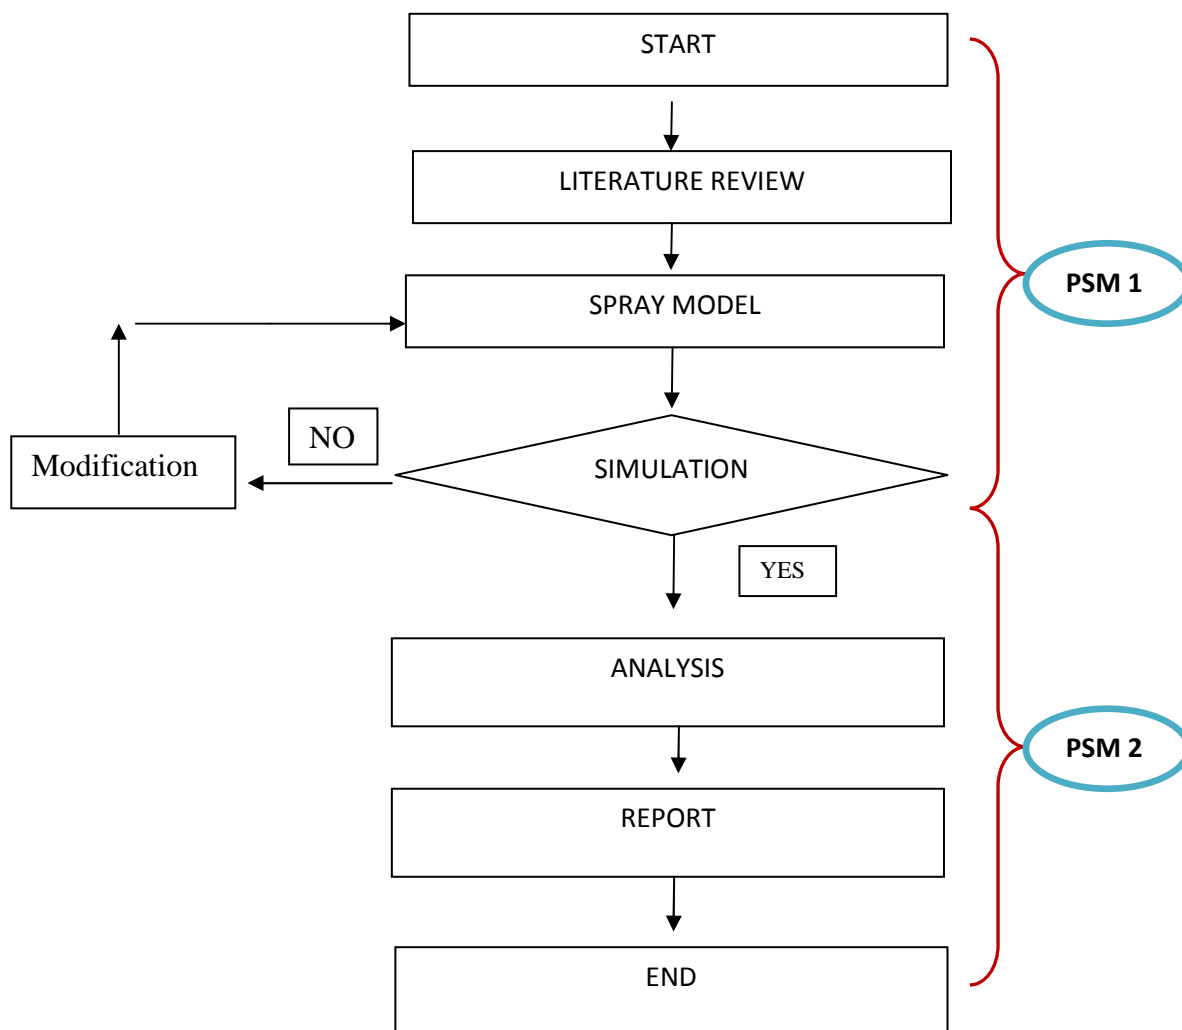 START
LITERATURE REVIEW
SPRAY MODEL
PSM 1
NO
Modification
SIMULATION
YES
ANALYSIS
PSM 2
REPORT
END